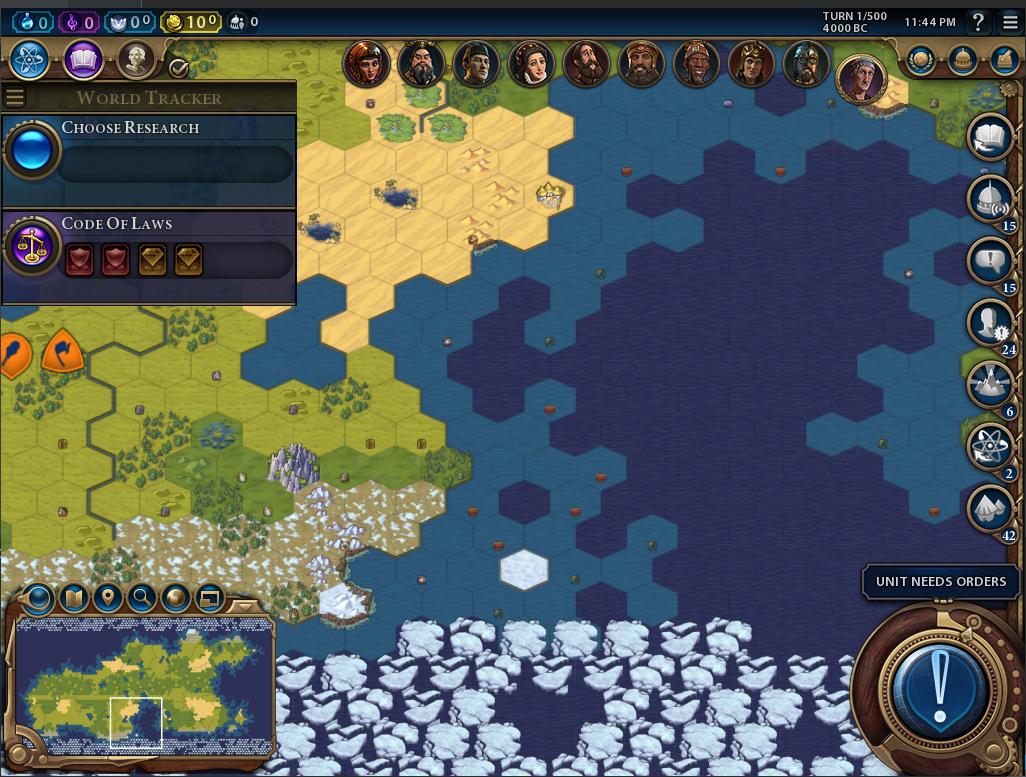 0 0 0 0 10 0 0
TURN 1/500
4000 BC
11:44 PM ?
WORLD TRACKER
CHOOSE RESEARCH
CODE OF LAWS
15
15
24
6
2
42
UNIT NEEDS ORDERS